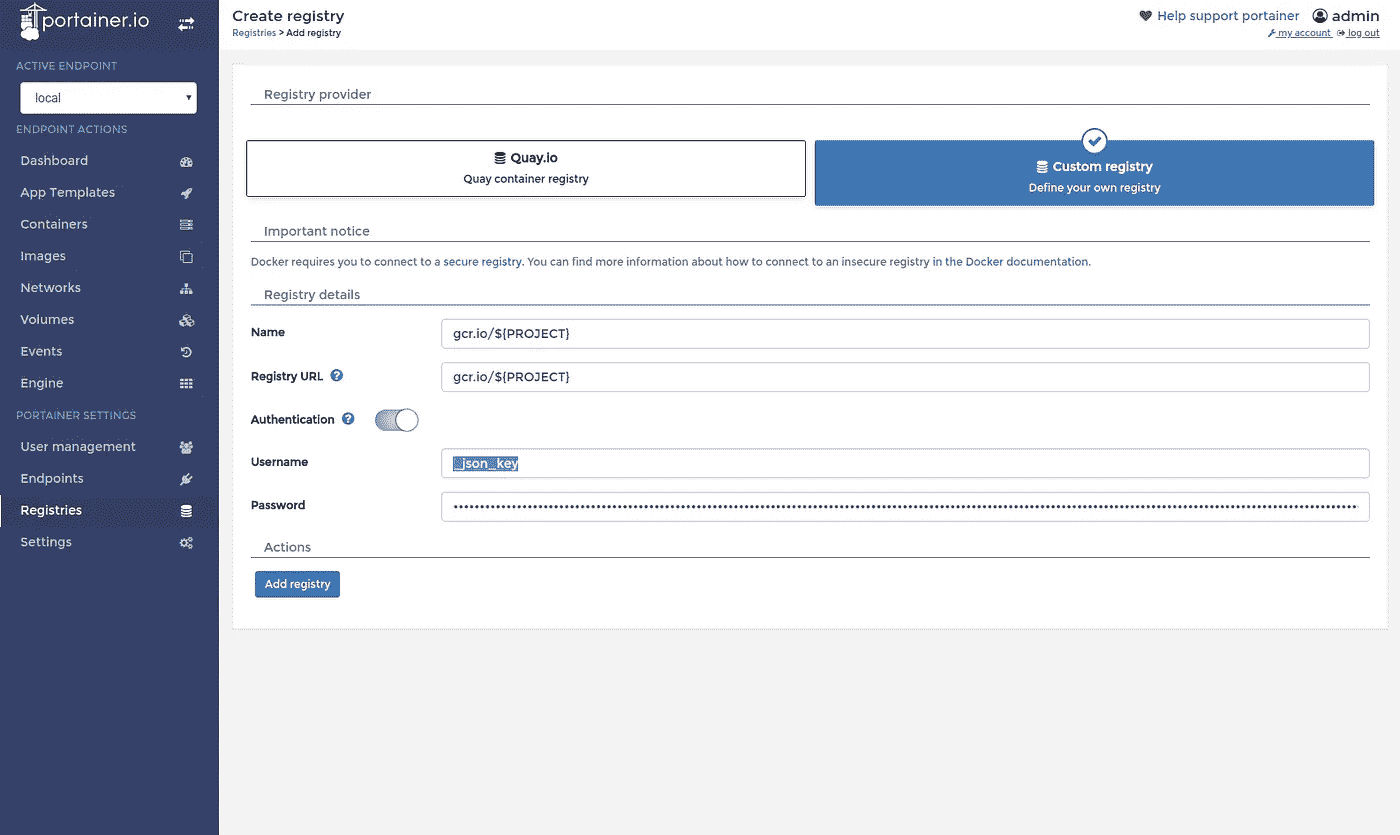 portainer.io
ACTIVE ENDPOINT
local
ENDPOINT ACTIONS
Dashboard
App Templates
Containers
Images
Networks
Volumes
Events
Engine
PORTAINER SETTINGS
User management
Endpoints
Registries
Settings
Create registry
Registries > Add registry
Help support portainer admin
my account log out
Registry provider
Quay.io
Quay container registry
Custom registry
Define your own registry
Important notice
Docker requires you to connect to a secure registry. You can find more information about how to connect to an insecure registry in the Docker documentation.
Registry details
Name gcr.io/${PROJECT}
Registry URL gcr.io/${PROJECT}
Authentication
Username _json_key
Password
Actions
Add registry